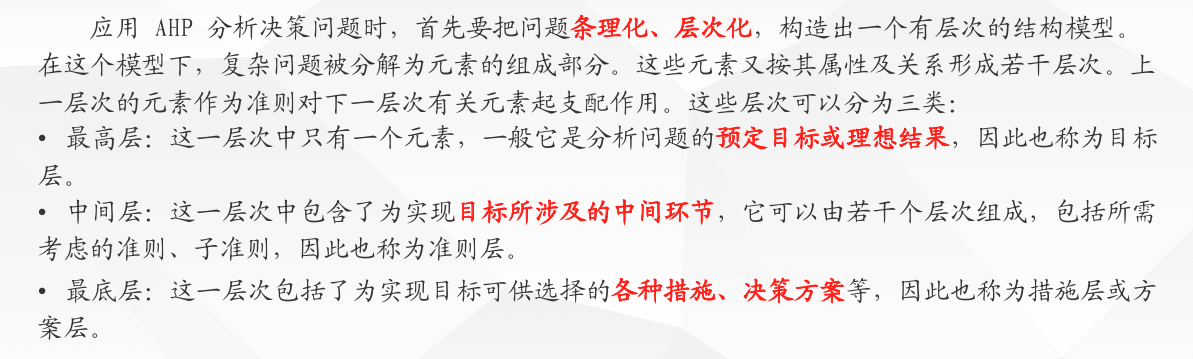 应用 AHP 分析决策问题时，首先要把问题条理化、层次化，构造出一个有层次的结构模型。
在这个模型下，复杂问题被分解为元素的组成部分。这些元素又按其属性及关系形成若干层次。上
一层次的元素作为准则对下一层次有关元素起支配作用。这些层次可以分为三类：
• 最高层：这一层次中只有一个元素，一般它是分析问题的预定目标或理想结果，因此也称为目标
层。
• 中间层：这一层次中包含了为实现目标所涉及的中间环节，它可以由若干个层次组成，包括所需
考虑的准则、子准则，因此也称为准则层。
• 最底层：这一层次包括了为实现目标可供选择的各种措施、决策方案等，因此也称为措施层或方
案层。